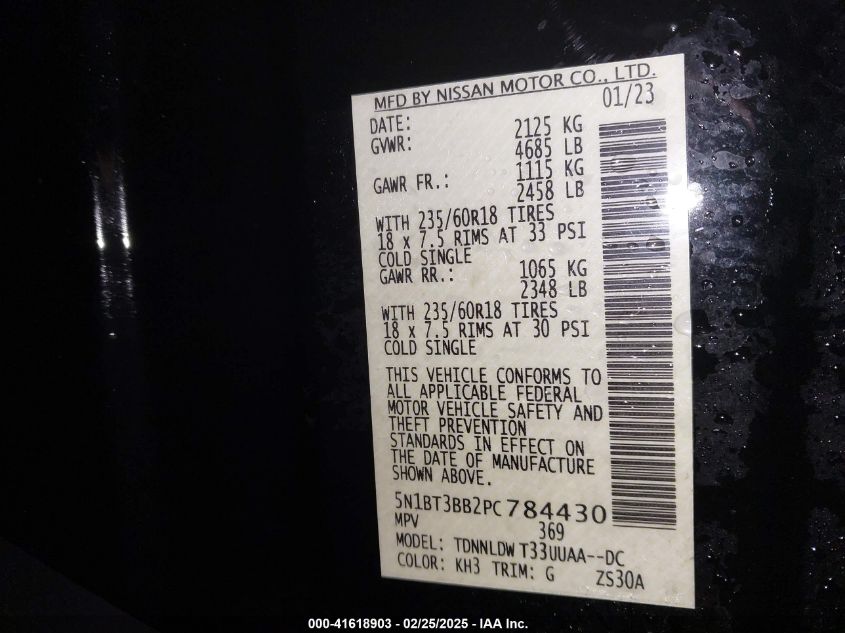 MFD BY NISSAN MOTOR CO., LTD.
DATE: 01/23
GVWR: 2125 KG
4685 LB
GAWR FR.: 1115 KG
2458 LB
WITH 235/60R18 TIRES
18 x 7.5 RIMS AT 33 PSI
COLD SINGLE
GAWR RR.: 1065 KG
2348 LB
WITH 235/60R18 TIRES
18 x 7.5 RIMS AT 30 PSI
COLD SINGLE
THIS VEHICLE CONFORMS TO
ALL APPLICABLE FEDERAL
MOTOR VEHICLE SAFETY AND
THEFT PREVENTION
STANDARDS IN EFFECT ON
THE DATE OF MANUFACTURE
SHOWN ABOVE.
5N1BT3BB2PC784430
MPV 369
MODEL: TDNNLDW T33UUAA--DC
COLOR: KH3 TRIM: G ZS30A
000-41618903 - 02/25/2025 - IAA Inc.